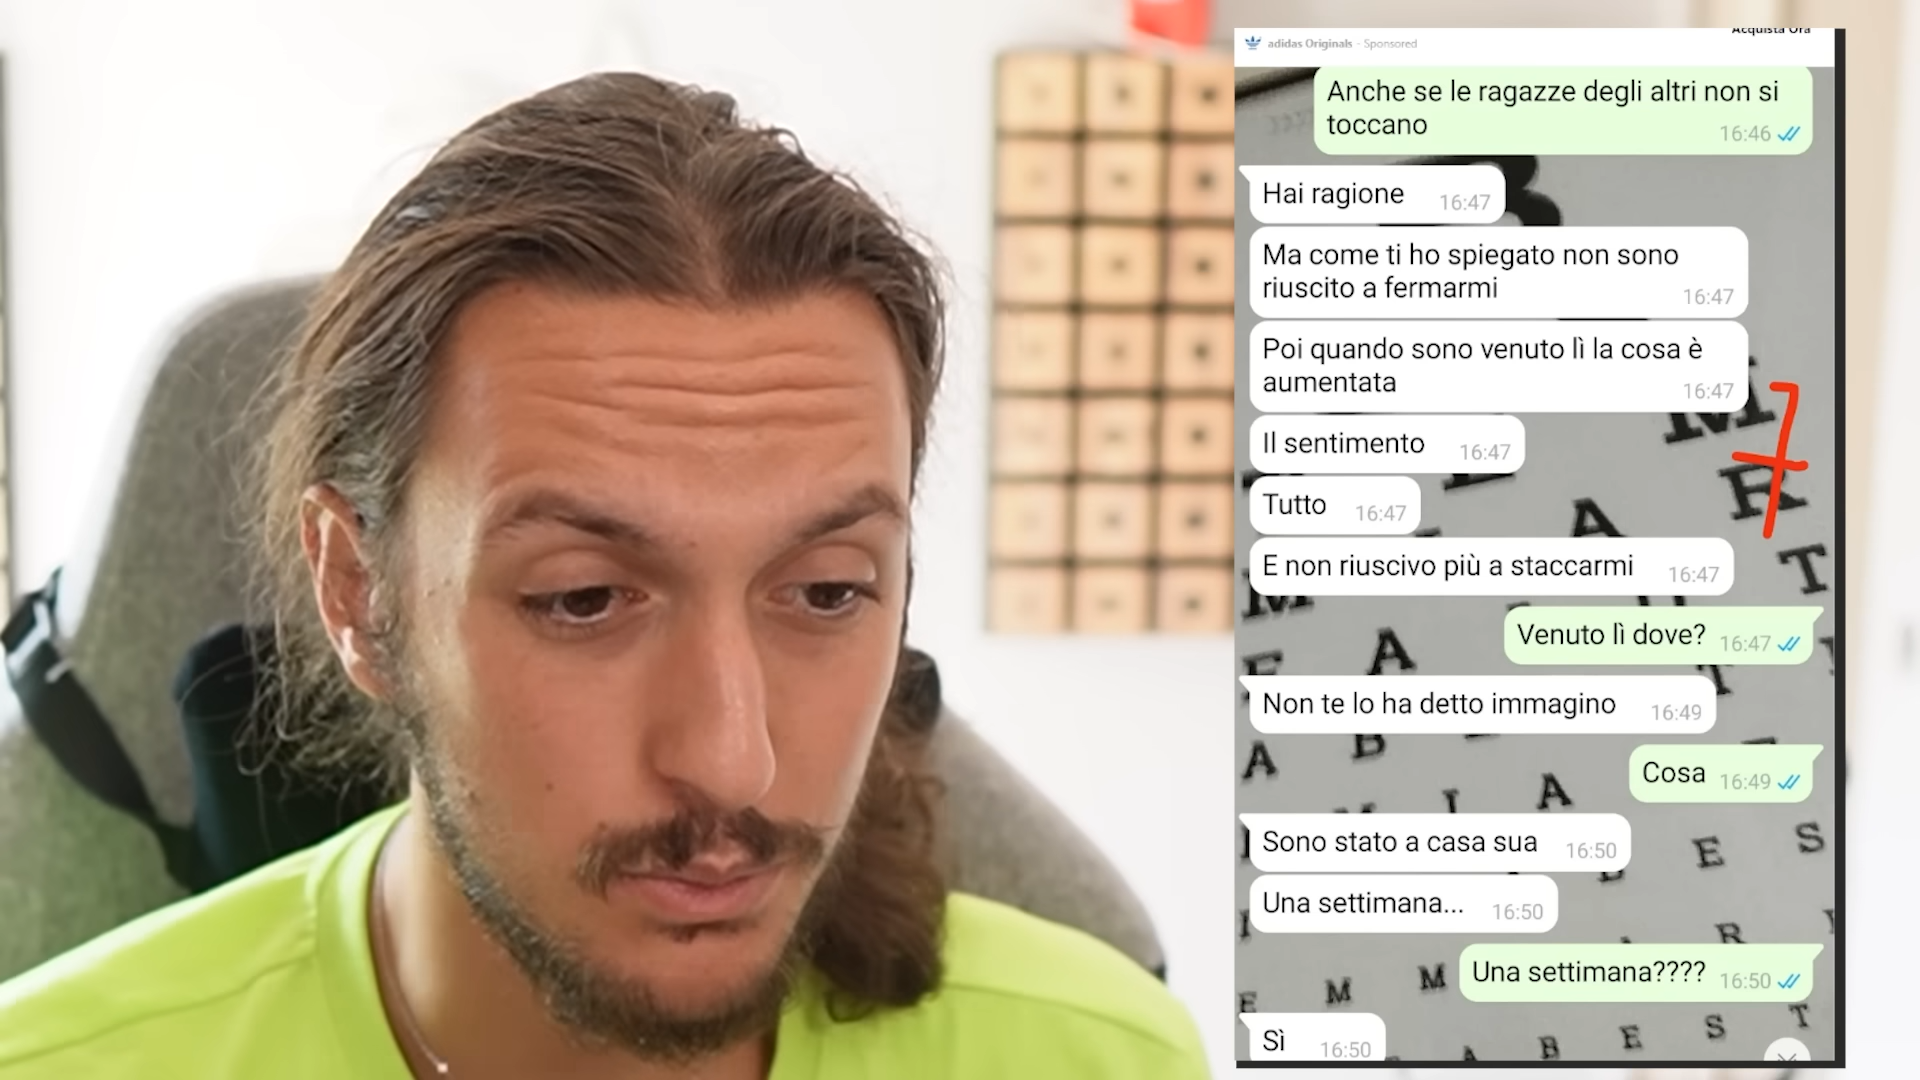 Acquista Ora
adidas Originals - Sponsored
Anche se le ragazze degli altri non si
toccano
16:46
Hai ragione 16:47
Ma come ti ho spiegato non sono
riuscito a fermarmi 16:47
Poi quando sono venuto lì la cosa è
aumentata 16:47
Il sentimento 16:47
Tutto 16:47
E non riuscivo più a staccarmi 16:47
Venuto lì dove? 16:47
Non te lo ha detto immagino 16:49
Cosa 16:49
Sono stato a casa sua 16:50
Una settimana... 16:50
Una settimana???? 16:50
Sì 16:50
7